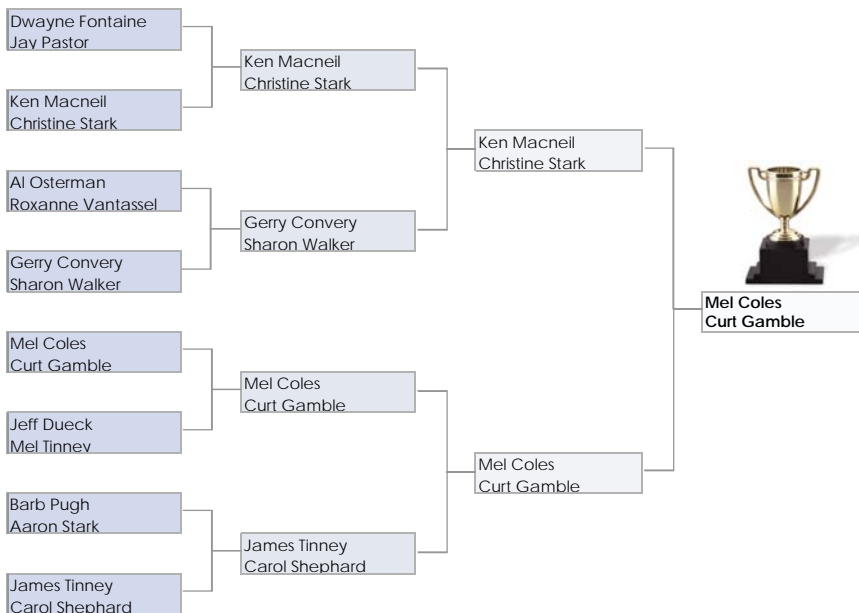 Dwayne Fontaine
Jay Pastor
Ken Macneil
Christine Stark
Al Osterman
Roxanne Vantassel
Gerry Convery
Sharon Walker
Mel Coles
Curt Gamble
Jeff Dueck
Mel Tinney
Barb Pugh
Aaron Stark
James Tinney
Carol Shephard
Ken Macneil
Christine Stark
Gerry Convery
Sharon Walker
Mel Coles
Curt Gamble
James Tinney
Carol Shephard
Ken Macneil
Christine Stark
Mel Coles
Curt Gamble
Mel Coles
Curt Gamble